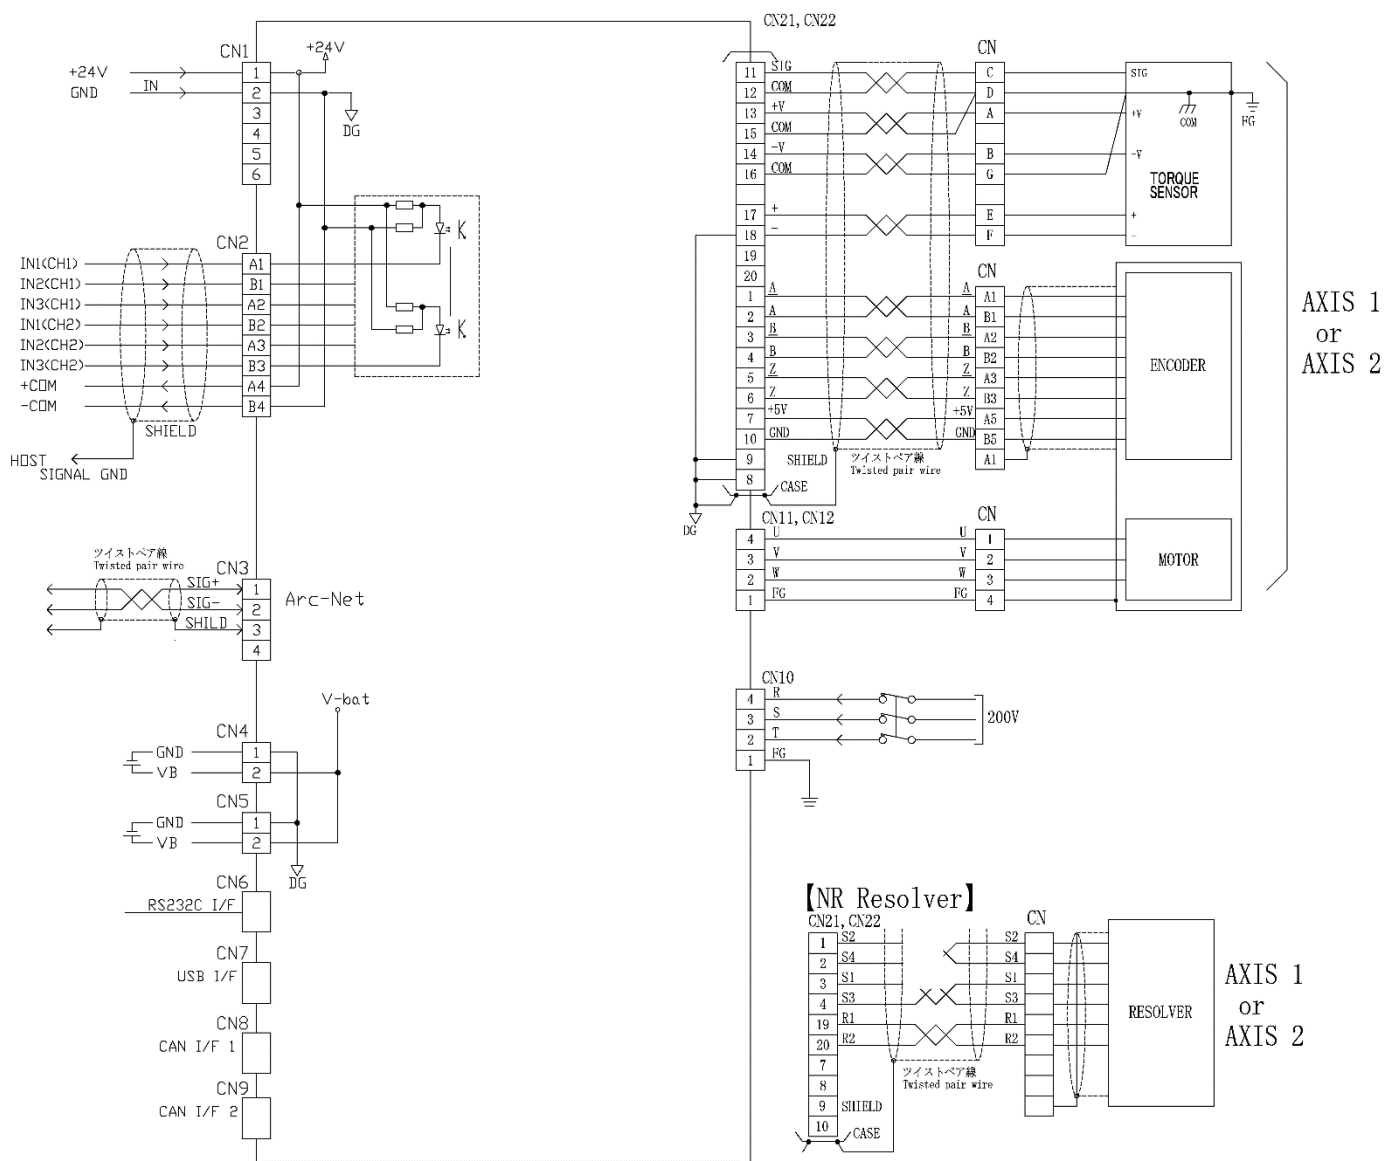 CN1
+24V
+24V
GND
IN
1
2
3
4
5
6
DG
CN2
IN1(CH1)
A1
IN2(CH1)
B1
IN3(CH1)
A2
IN1(CH2)
B2
IN2(CH2)
A3
IN3(CH2)
B3
+COM
A4
-COM
B4
SHIELD
HOST
SIGNAL GND
K
K
ツイストペア線
Twisted pair wire
CN3
SIG+
1
SIG-
2
SHILD
3
4
Arc-Net
V-bat
CN4
GND
1
VB
2
CN5
GND
1
VB
2
DG
CN6
RS232C I/F
CN7
USB I/F
CN8
CAN I/F 1
CN9
CAN I/F 2
CN21, CN22
11 SIG
12 COM
13 +V
15 COM
14 -V
16 COM
17 +
18 -
19
20
1 A
2 A
3 B
4 B
5 Z
6 Z
7 +5V
10 GND
9 SHIELD
8
CASE
DG
ツイストペア線
Twisted pair wire
CN
C
D
A
B
G
E
F
SIG
COM
FG
+V
-V
TORQUE
SENSOR
+
-
CN
A A1
A B1
B A2
B B2
Z A3
Z B3
+5V A5
GND B5
A1
ENCODER
AXIS 1
or
AXIS 2
CN11, CN12
4 U
3 V
2 W
1 FG
CN
U 1
V 2
W 3
FG 4
MOTOR
CN10
4 R
3 S
2 T
1 FG
200V
【NR Resolver】
CN21, CN22
1 S2
2 S4
3 S1
4 S3
19 R1
20 R2
7
8
9 SHIELD
10
CASE
ツイストペア線
Twisted pair wire
CN
S2
S4
S1
S3
R1
R2
RESOLVER
AXIS 1
or
AXIS 2